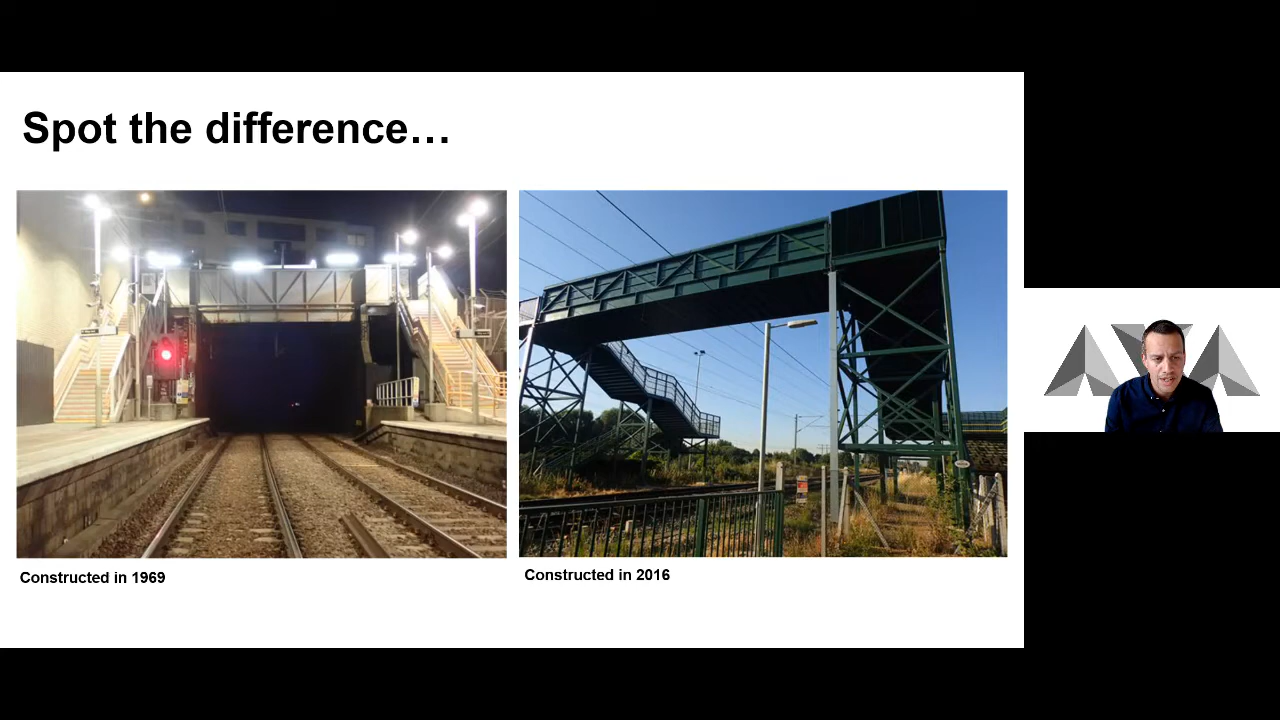 Spot the difference…
Constructed in 1969
Constructed in 2016